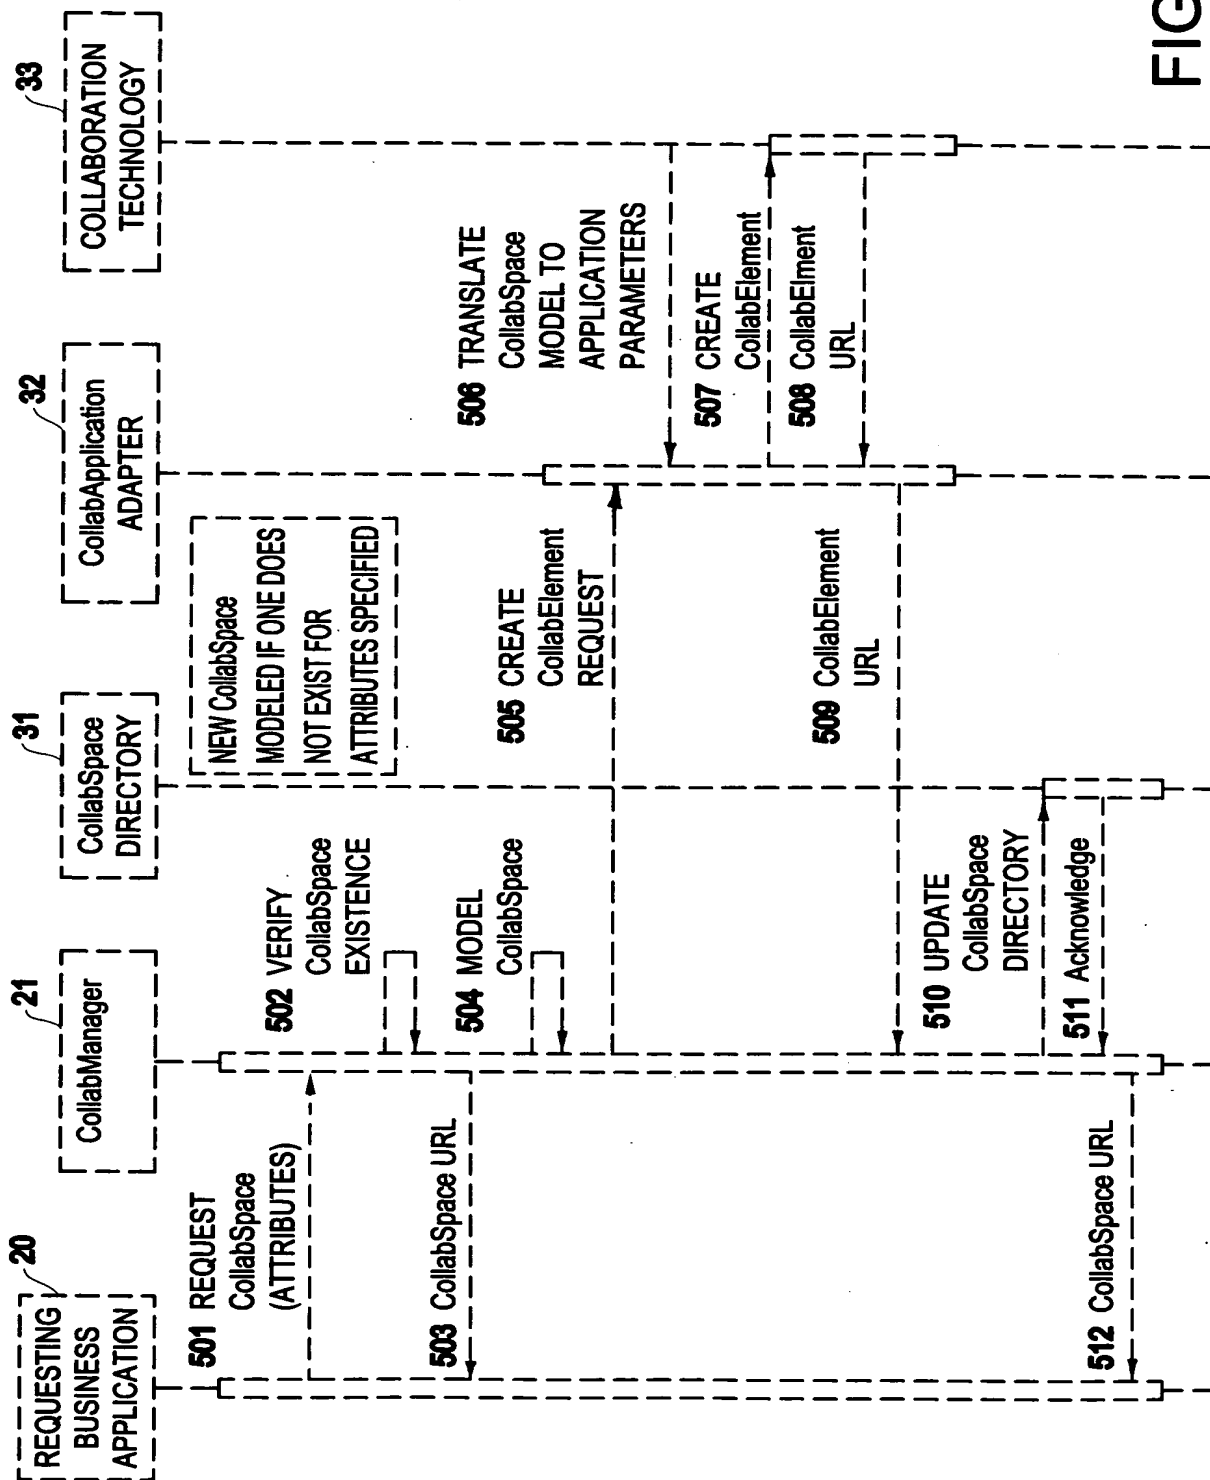 20
REQUESTING
BUSINESS
APPLICATION
21
CollabManager
31
CollabSpace
DIRECTORY
32
CollabApplication
ADAPTER
33
COLLABORATION
TECHNOLOGY
501 REQUEST
CollabSpace
(ATTRIBUTES)
502 VERIFY
CollabSpace
EXISTENCE
NEW CollabSpace
MODELED IF ONE DOES
NOT EXIST FOR
ATTRIBUTES SPECIFIED
503 CollabSpace URL
504 MODEL
CollabSpace
505 CREATE
CollabElement
REQUEST
506 TRANSLATE
CollabSpace
MODEL TO
APPLICATION
PARAMETERS
507 CREATE
CollabElement
508 CollabElment
URL
509 CollabElement
URL
510 UPDATE
CollabSpace
DIRECTORY
511 Acknowledge
512 CollabSpace URL
FIG